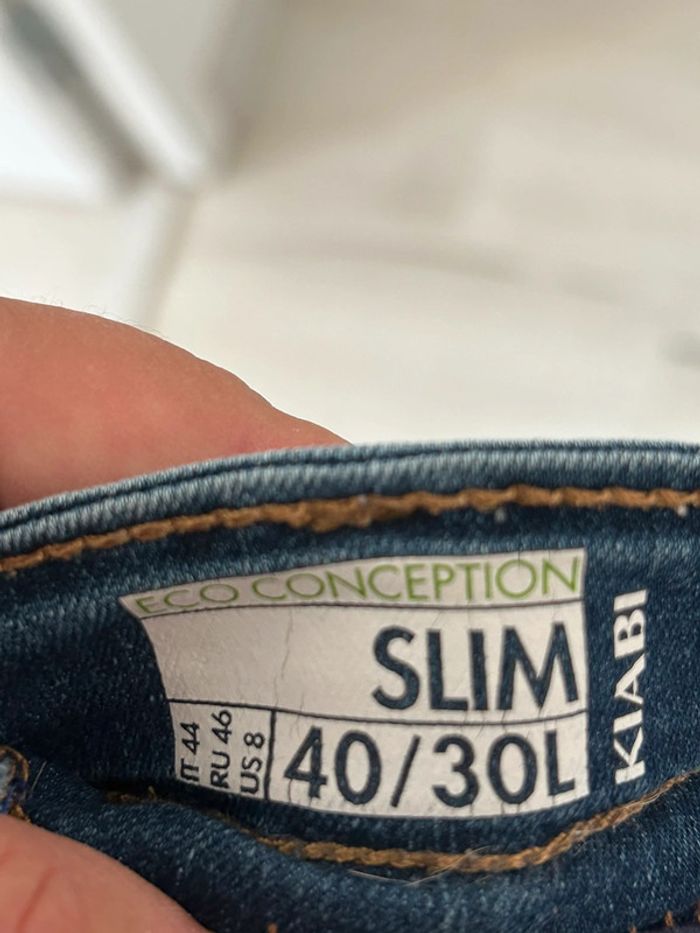 ECO CONCEPTION
SLIM
IT 44
RU 46
US 8
40/30L
KIABI